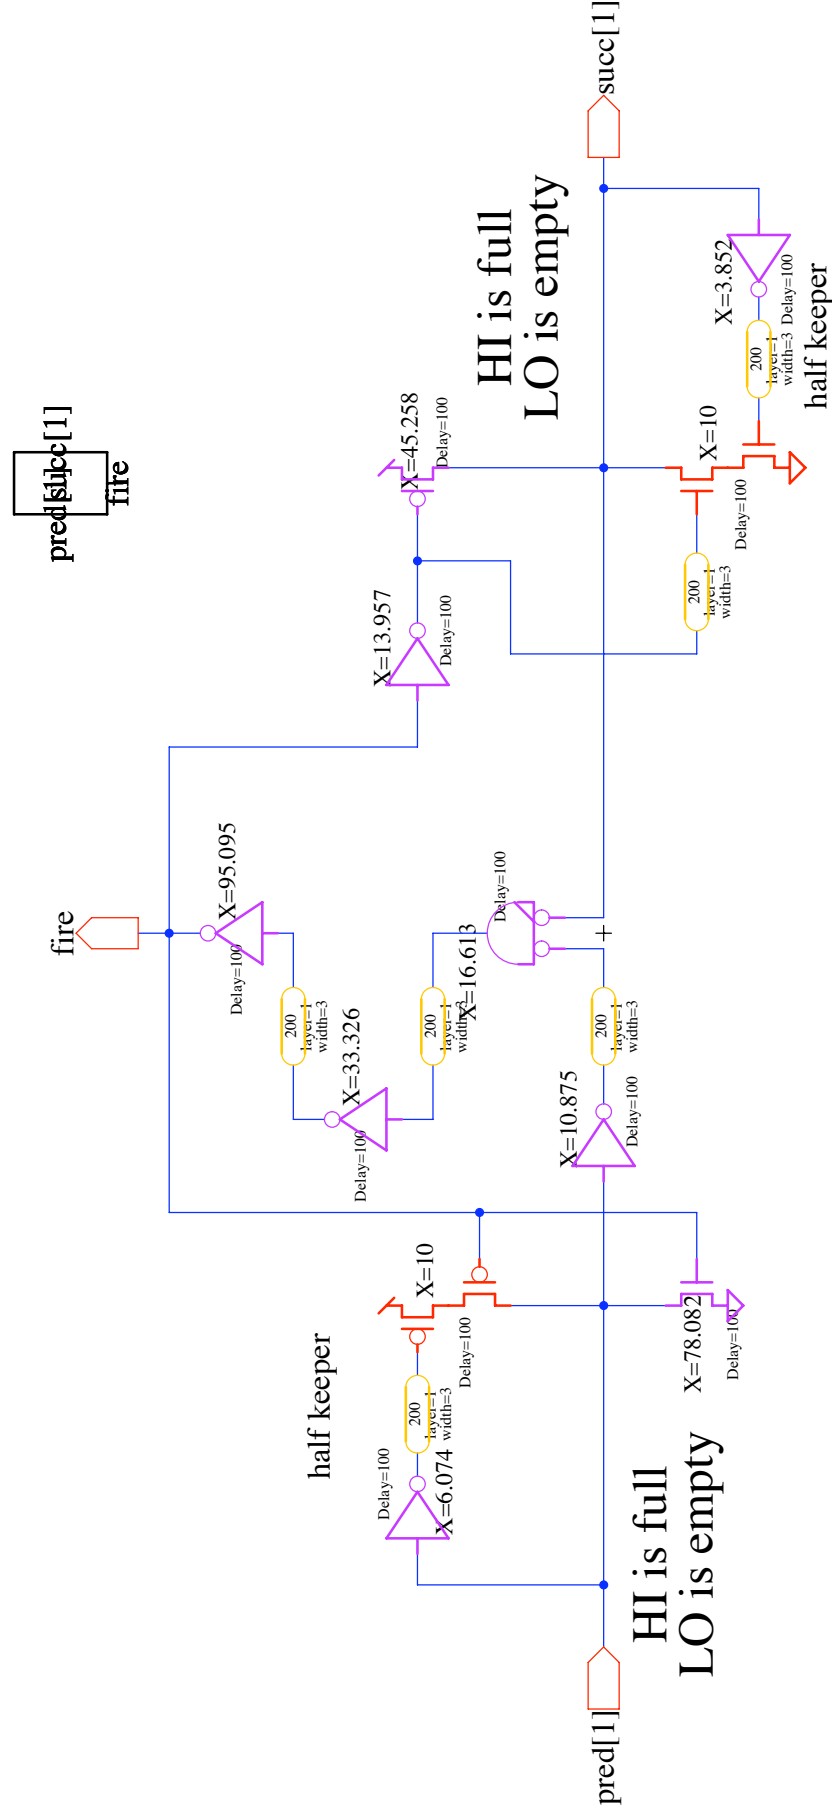 pred[1]
succ[1]
fire
fire
X=95.095
Delay=100
200
layer=1
width=3
X=33.326
Delay=100
200
layer=1
width=3
X=16.613
Delay=100
200
layer=1
width=3
X=10.875
Delay=100
X=13.957
Delay=100
X=45.258
Delay=100
HI is full
LO is empty
succ[1]
X=3.852
Delay=100
200
layer=1
width=3
half keeper
X=10
Delay=100
200
layer=1
width=3
half keeper
X=10
Delay=100
200
layer=1
width=3
Delay=100
X=6.074
X=78.082
Delay=100
HI is full
LO is empty
pred[1]